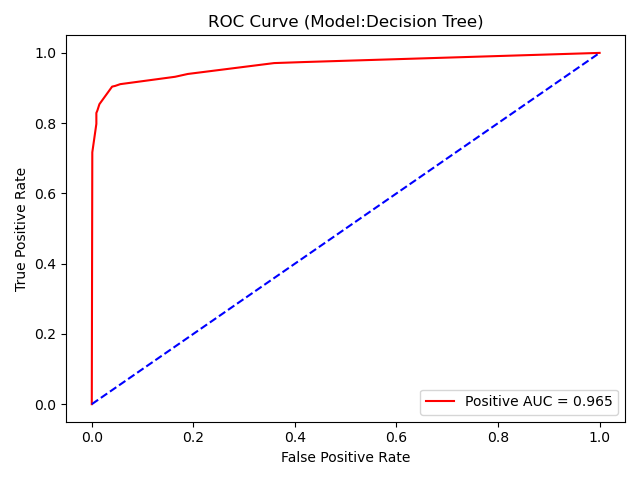 ROC Curve (Model:Decision Tree)
1.0
0.8
0.6
0.4
0.2
0.0
True Positive Rate
Positive AUC = 0.965
0.0 0.2 0.4 0.6 0.8 1.0
False Positive Rate